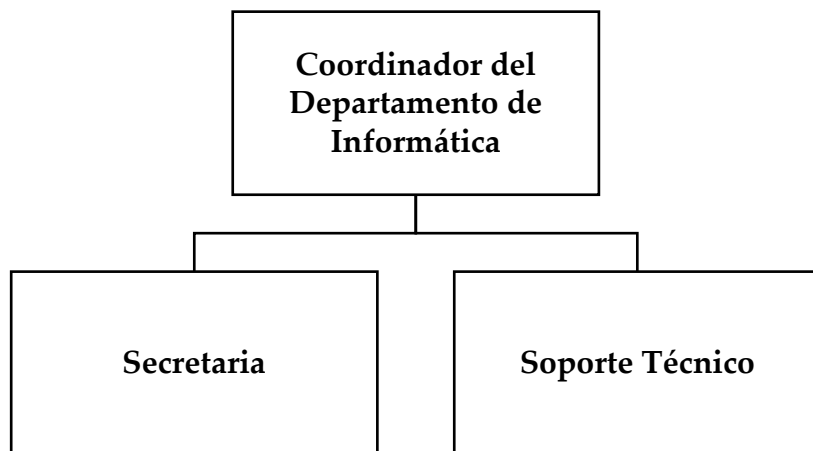 Coordinador del
Departamento de
Informática
Secretaria
Soporte Técnico